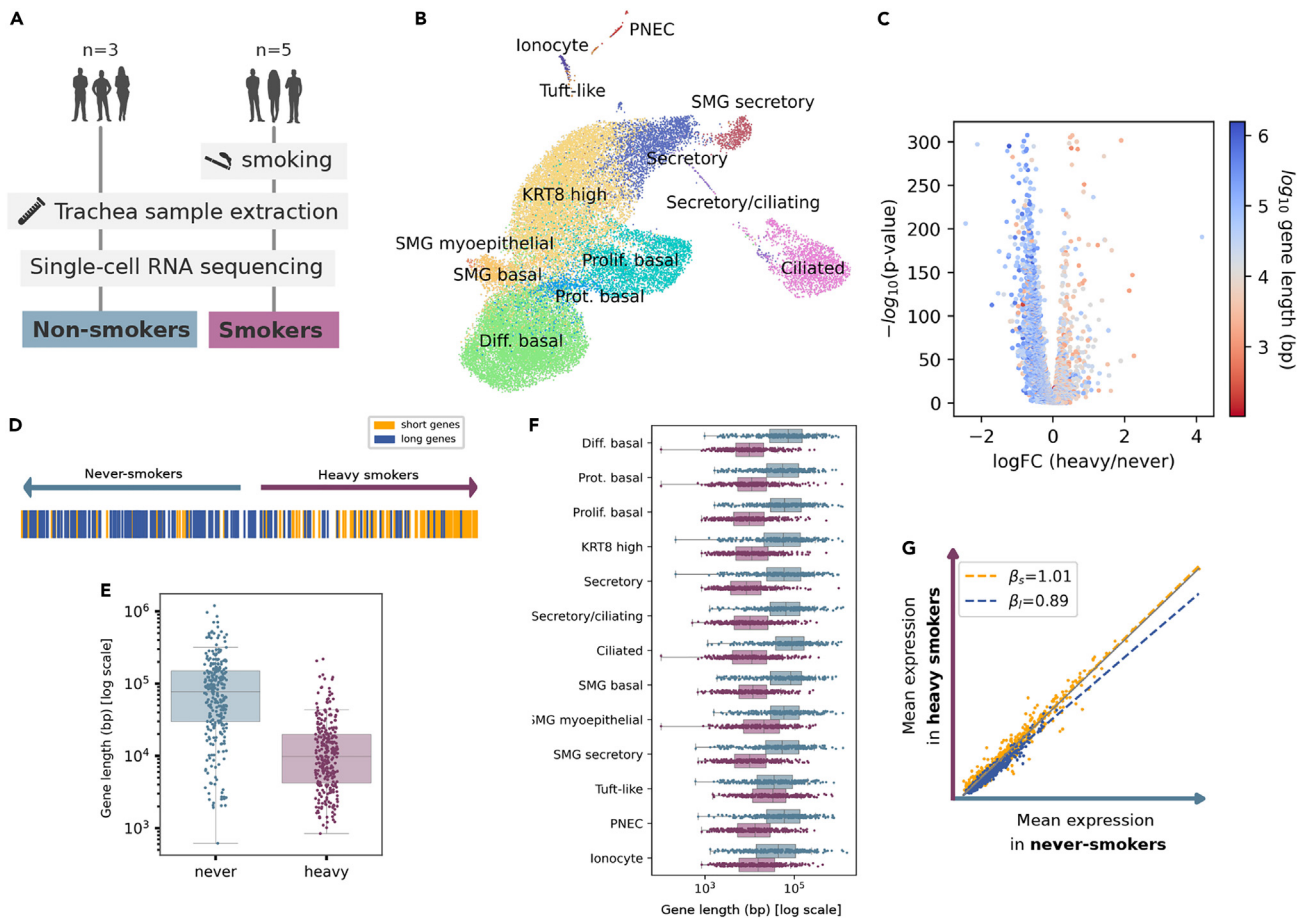 A
n=3
n=5
smoking
Trachea sample extraction
Single-cell RNA sequencing
Non-smokers
Smokers
B
PNEC
Ionocyte
Tuft-like
SMG secretory
Secretory
KRT8 high
Secretory/ciliating
SMG myoepithelial
Prolif. basal
SMG basal
Ciliated
Prot. basal
Diff. basal
C
300
250
200
150
100
50
0
−2
0
2
4
−log10(p-value)
logFC (heavy/never)
6
5
4
3
log10 gene length (bp)
D
short genes
long genes
Never-smokers
Heavy smokers
E
10^6
10^5
10^4
10^3
Gene length (bp) [log scale]
never
heavy
F
Diff. basal
Prot. basal
Prolif. basal
KRT8 high
Secretory
Secretory/ciliating
Ciliated
SMG basal
SMG myoepithelial
SMG secretory
Tuft-like
PNEC
Ionocyte
10^3
10^5
Gene length (bp) [log scale]
G
βs=1.01
βl=0.89
Mean expression
in heavy smokers
Mean expression
in never-smokers